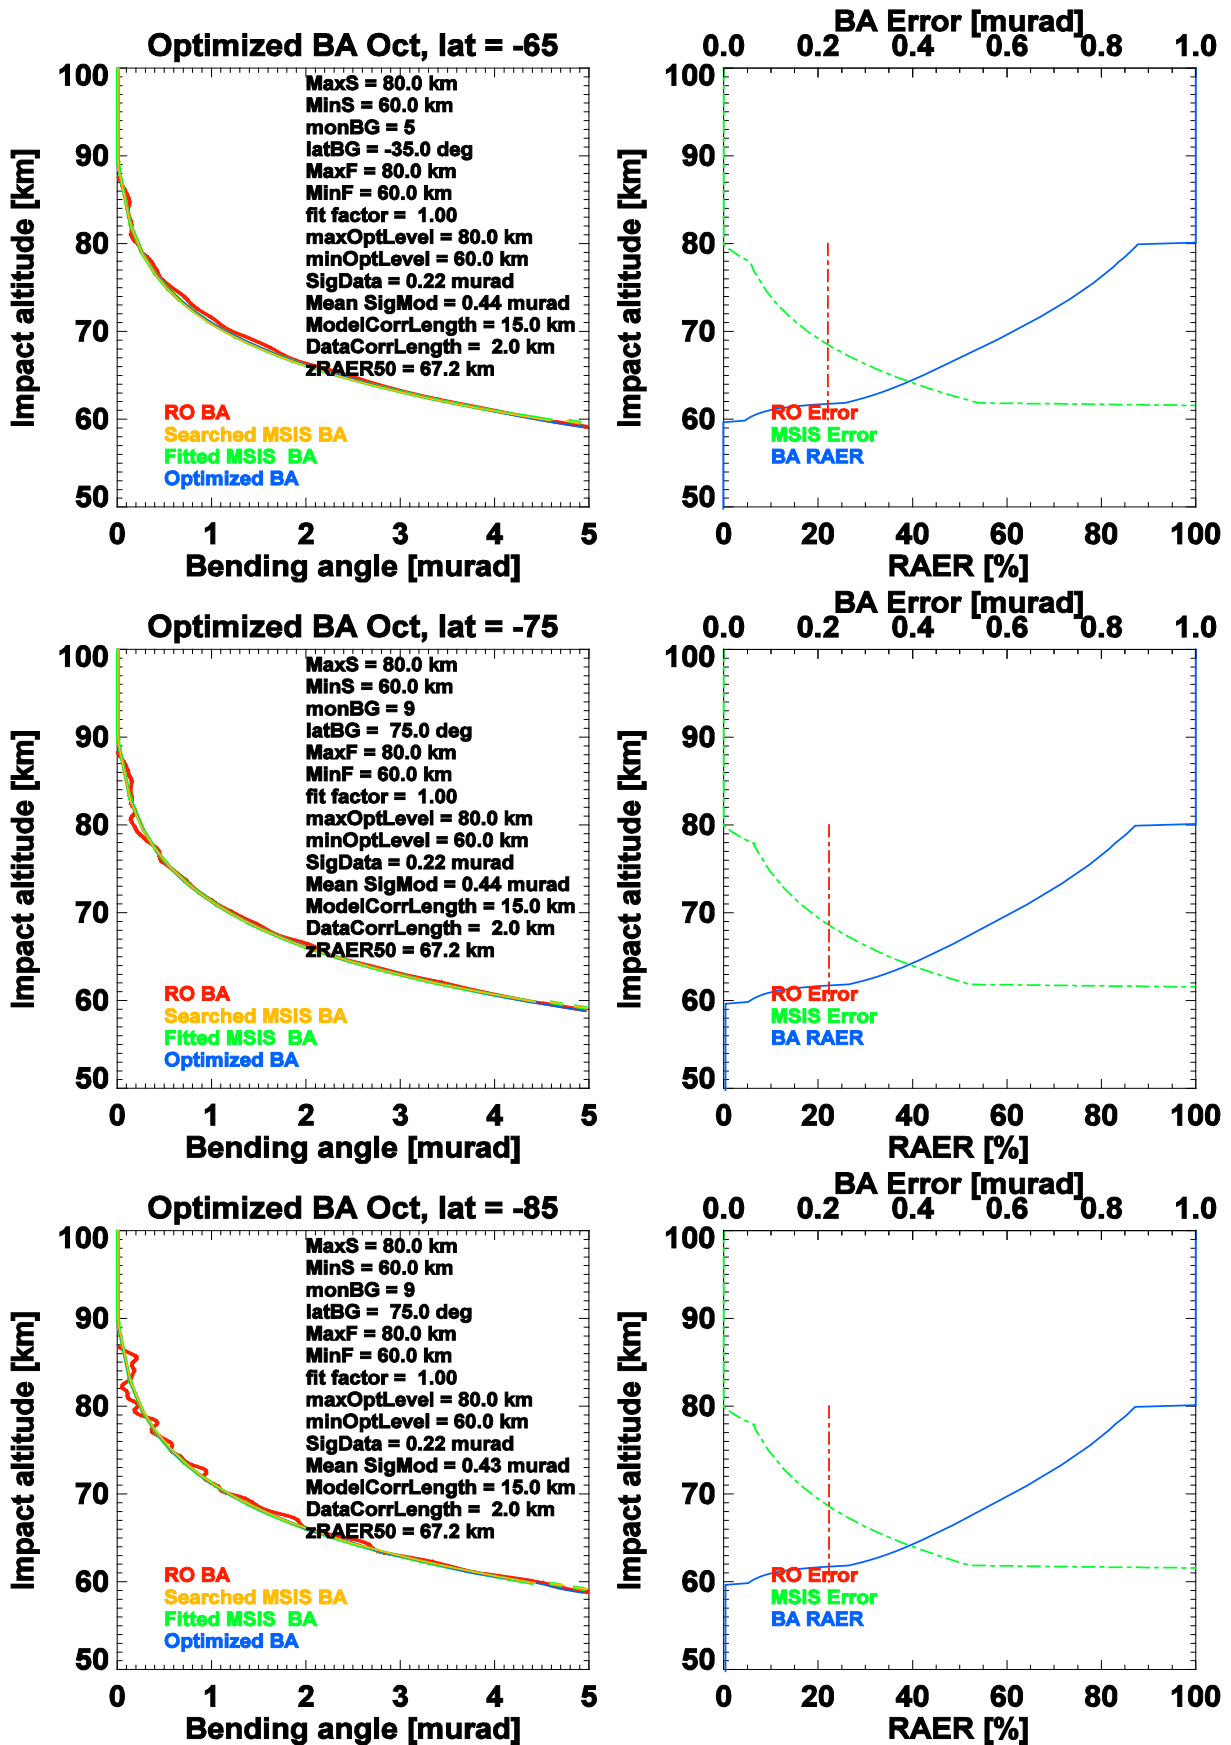 Optimized BA Oct, lat = -65
100
90
80
70
60
50
Impact altitude [km]
MaxS = 80.0 km
MinS = 60.0 km
monBG = 5
latBG = -35.0 deg
MaxF = 80.0 km
MinF = 60.0 km
fit factor =  1.00
maxOptLevel = 80.0 km
minOptLevel = 60.0 km
SigData = 0.22 murad
Mean SigMod = 0.44 murad
ModelCorrLength = 15.0 km
DataCorrLength =  2.0 km
zRAER50 = 67.2 km
RO BA
Searched MSIS BA
Fitted MSIS  BA
Optimized BA
0 1 2 3 4 5
Bending angle [murad]
BA Error [murad]
0.0 0.2 0.4 0.6 0.8 1.0
100
90
80
70
60
50
Impact altitude [km]
RO Error
MSIS Error
BA RAER
0 20 40 60 80 100
RAER [%]
Optimized BA Oct, lat = -75
100
90
80
70
60
50
Impact altitude [km]
MaxS = 80.0 km
MinS = 60.0 km
monBG = 9
latBG =  75.0 deg
MaxF = 80.0 km
MinF = 60.0 km
fit factor =  1.00
maxOptLevel = 80.0 km
minOptLevel = 60.0 km
SigData = 0.22 murad
Mean SigMod = 0.44 murad
ModelCorrLength = 15.0 km
DataCorrLength =  2.0 km
zRAER50 = 67.2 km
RO BA
Searched MSIS BA
Fitted MSIS  BA
Optimized BA
0 1 2 3 4 5
Bending angle [murad]
BA Error [murad]
0.0 0.2 0.4 0.6 0.8 1.0
100
90
80
70
60
50
Impact altitude [km]
RO Error
MSIS Error
BA RAER
0 20 40 60 80 100
RAER [%]
Optimized BA Oct, lat = -85
100
90
80
70
60
50
Impact altitude [km]
MaxS = 80.0 km
MinS = 60.0 km
monBG = 9
latBG =  75.0 deg
MaxF = 80.0 km
MinF = 60.0 km
fit factor =  1.00
maxOptLevel = 80.0 km
minOptLevel = 60.0 km
SigData = 0.22 murad
Mean SigMod = 0.43 murad
ModelCorrLength = 15.0 km
DataCorrLength =  2.0 km
zRAER50 = 67.2 km
RO BA
Searched MSIS BA
Fitted MSIS  BA
Optimized BA
0 1 2 3 4 5
Bending angle [murad]
BA Error [murad]
0.0 0.2 0.4 0.6 0.8 1.0
100
90
80
70
60
50
Impact altitude [km]
RO Error
MSIS Error
BA RAER
0 20 40 60 80 100
RAER [%]